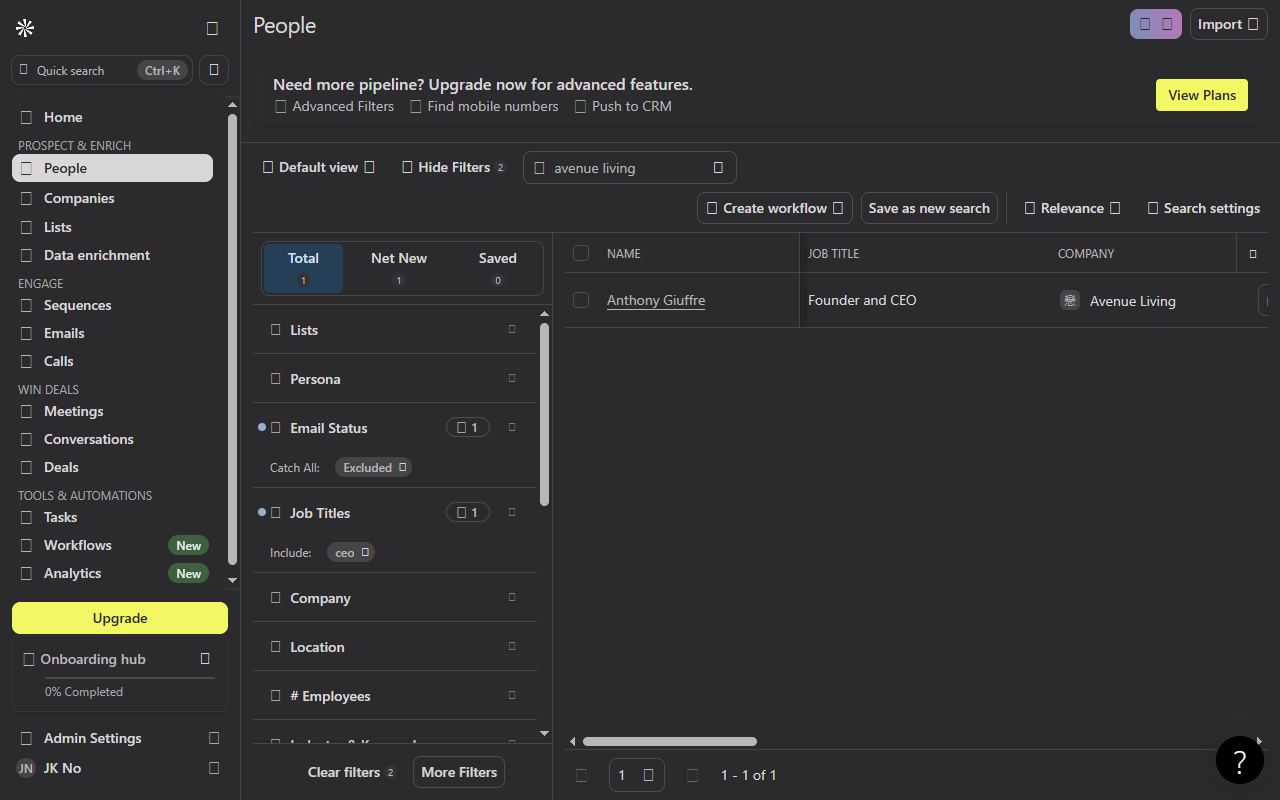 People
Import
Quick search
Ctrl+K
Need more pipeline? Upgrade now for advanced features.
Advanced Filters
Find mobile numbers
Push to CRM
View Plans
Home
PROSPECT & ENRICH
People
Companies
Lists
Data enrichment
ENGAGE
Sequences
Emails
Calls
WIN DEALS
Meetings
Conversations
Deals
TOOLS & AUTOMATIONS
Tasks
Workflows New
Analytics New
Upgrade
Onboarding hub
0% Completed
Admin Settings
JN JK No
Default view
Hide Filters 2
avenue living
Create workflow
Save as new search
Relevance
Search settings
Total
1
Net New
1
Saved
0
Lists
Persona
Email Status 1
Catch All: Excluded
Job Titles 1
Include: ceo
Company
Location
# Employees
Clear filters 2
More Filters
NAME
JOB TITLE
COMPANY
Anthony Giuffre
Founder and CEO
Avenue Living
1
1 - 1 of 1
?